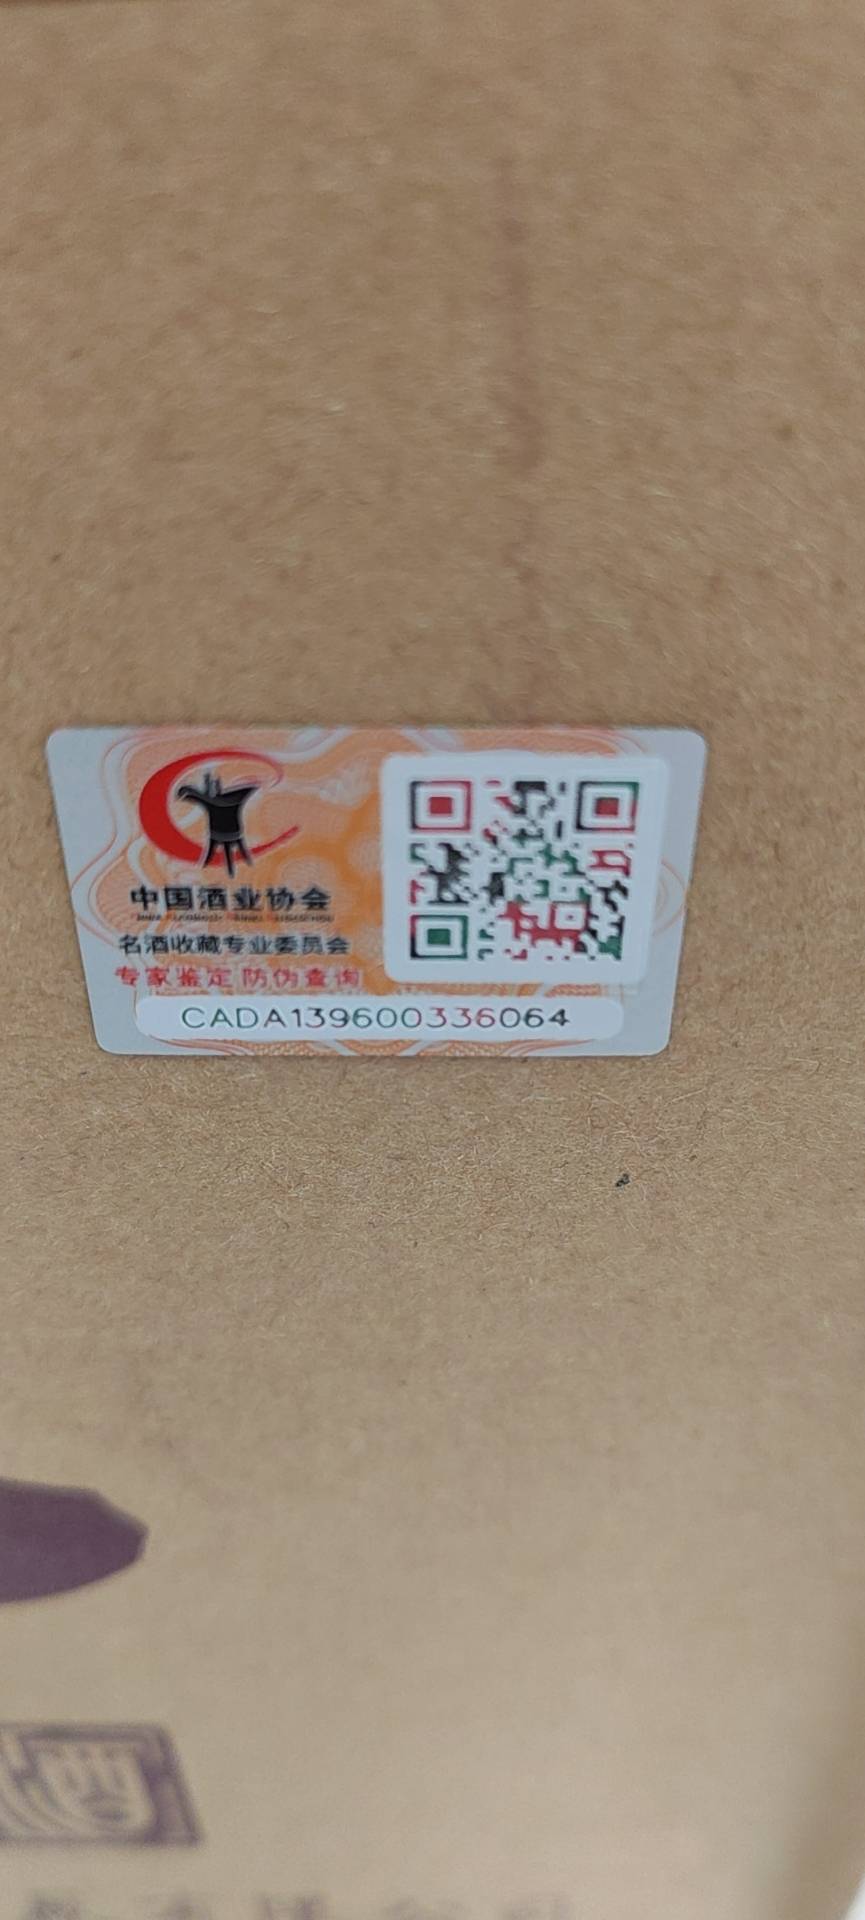 中国酒业协会
名酒收藏专业委员会
专家鉴定 防伪查询
CADA139600336064